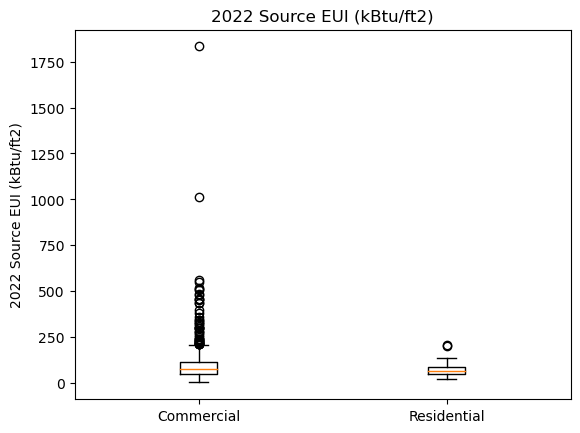 2022 Source EUI (kBtu/ft2)
2022 Source EUI (kBtu/ft2)
1750
1500
1250
1000
750
500
250
0
Commercial
Residential